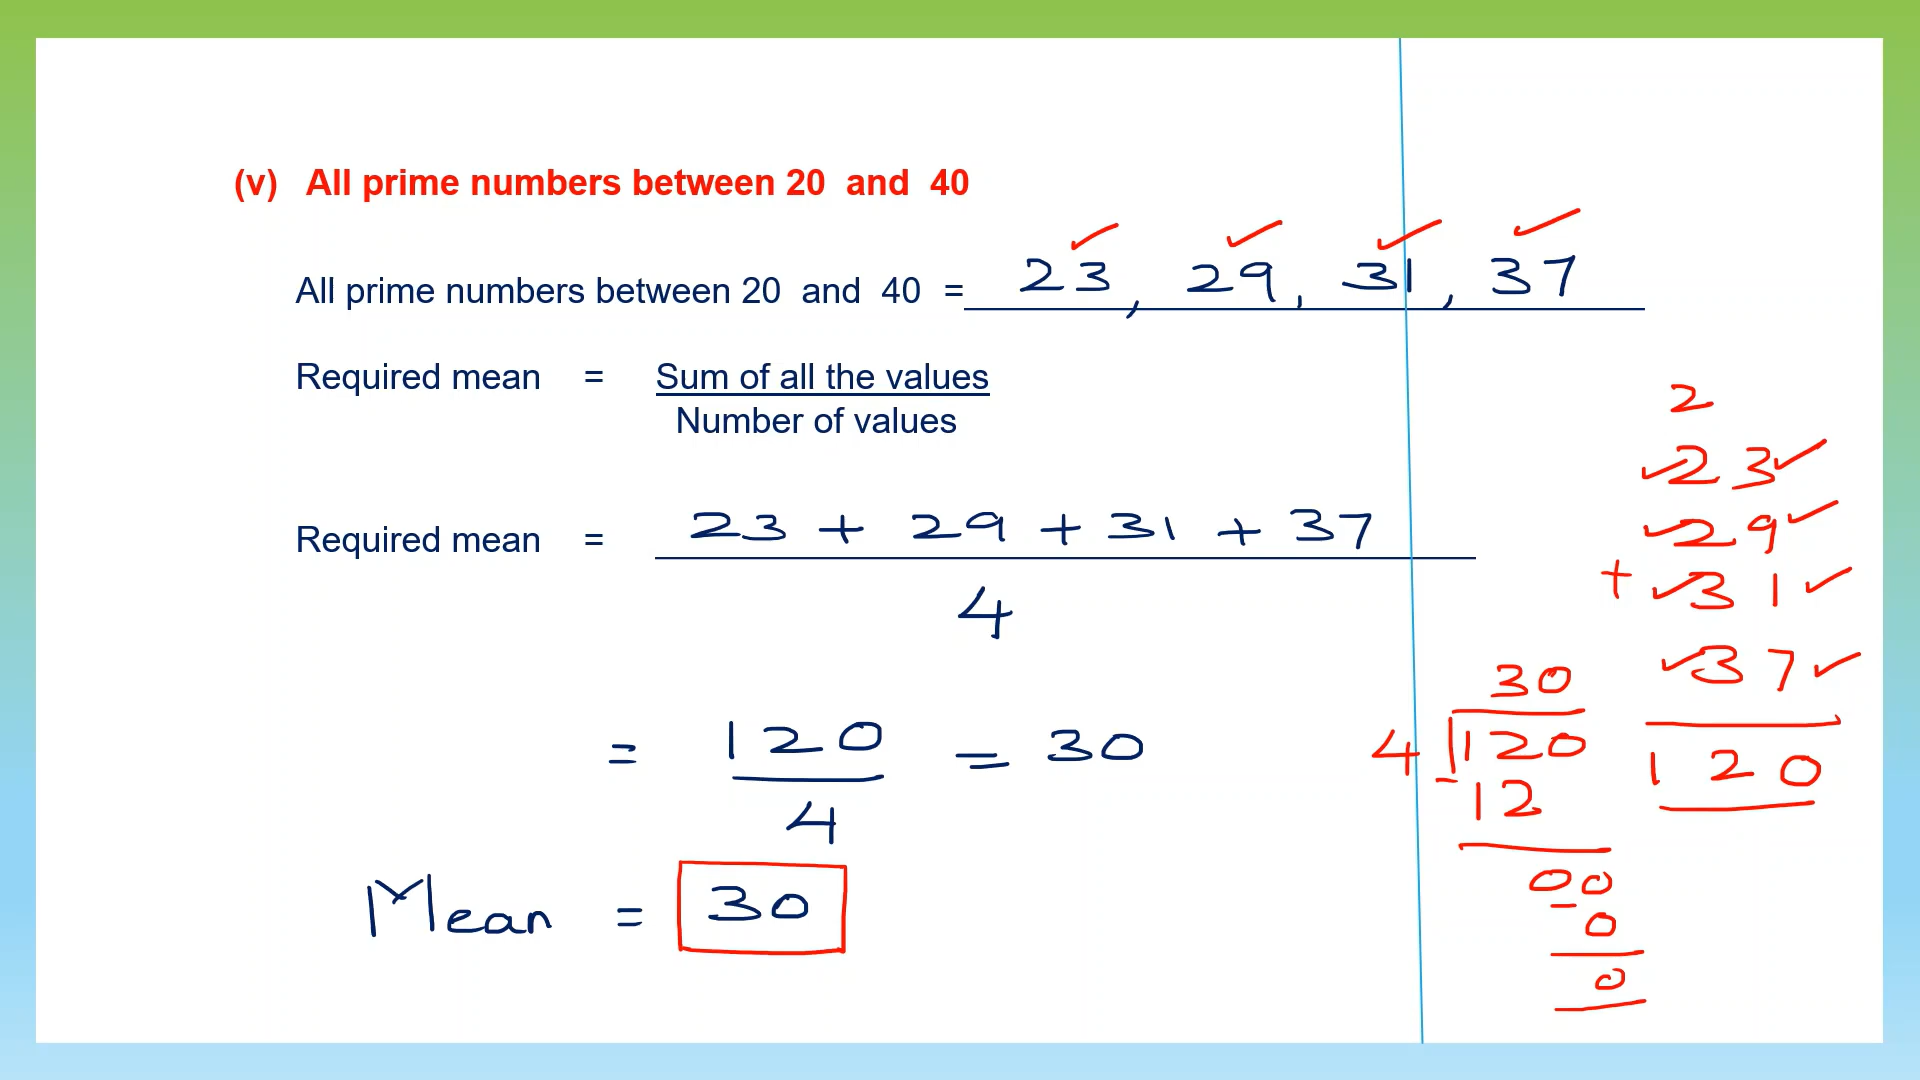 (v) All prime numbers between 20 and 40
All prime numbers between 20 and 40 = 23, 29, 31, 37
Required mean = Sum of all the values
Number of values
Required mean = 23 + 29 + 31 + 37
4
= 120 = 30
4
Mean = 30
2
23
29
+ 31
37
120
30
4 120
- 12
00
- 0
0